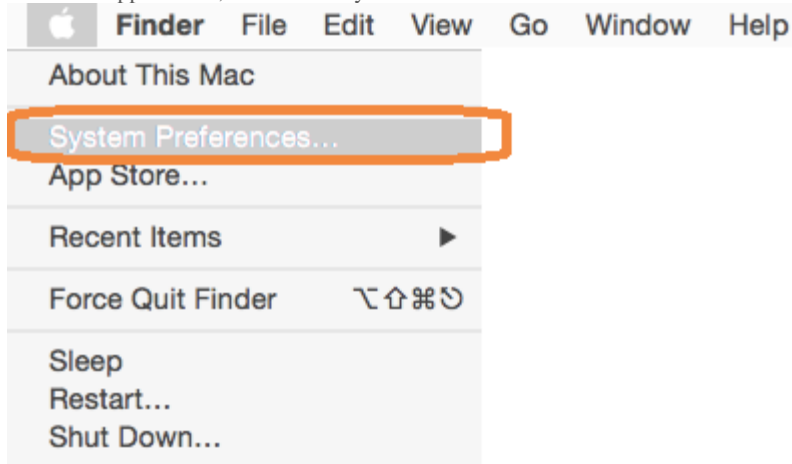 Finder File Edit View Go Window Help
About This Mac
System Preferences...
App Store...
Recent Items ▶
Force Quit Finder ⌥⇧⌘⎋
Sleep
Restart...
Shut Down...